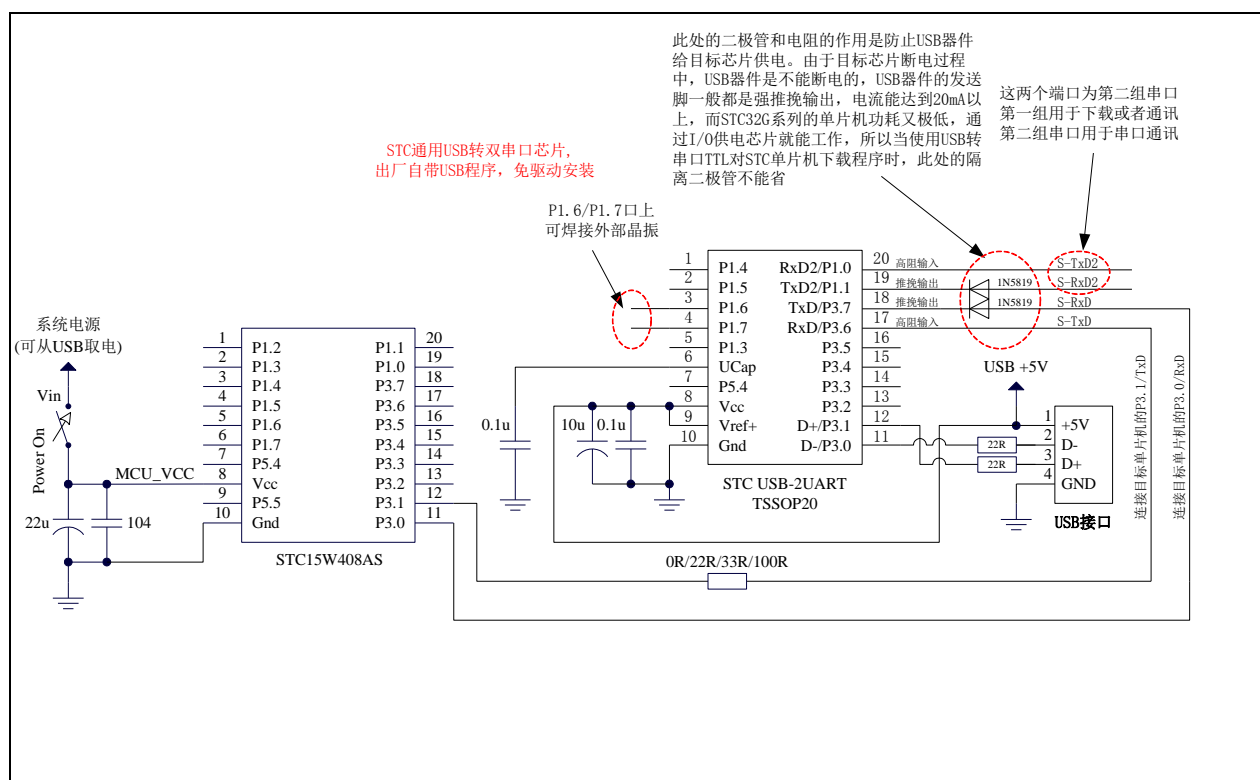 此处的二极管和电阻的作用是防止USB器件
给目标芯片供电。由于目标芯片断电过程
中，USB器件是不能断电的，USB器件的发送
脚一般都是强推挽输出，电流能达到20mA以
上，而STC32G系列的单片机功耗又极低，通
过I/O供电芯片就能工作，所以当使用USB转
串口TTL对STC单片机下载程序时，此处的隔
离二极管不能省
这两个端口为第二组串口
第一组用于下载或者通讯
第二组串口用于串口通讯
STC通用USB转双串口芯片，
出厂自带USB程序，免驱动安装
P1.6/P1.7口上
可焊接外部晶振
系统电源
(可从USB取电)
Vin
Power On
MCU_VCC
22u
104
1 P1.2 P1.1 20
2 P1.3 P1.0 19
3 P1.4 P3.7 18
4 P1.5 P3.6 17
5 P1.6 P3.5 16
6 P1.7 P3.4 15
7 P5.4 P3.3 14
8 Vcc P3.2 13
9 P5.5 P3.1 12
10 Gnd P3.0 11
STC15W408AS
0.1u
10u
0.1u
1 P1.4 RxD2/P1.0 20 高阻输入 S-TxD2
2 P1.5 TxD2/P1.1 19 推挽输出 1N5819 S-RxD2
3 P1.6 TxD/P3.7 18 推挽输出 1N5819 S-RxD
4 P1.7 RxD/P3.6 17 高阻输入 S-TxD
5 P1.3 P3.5 16
6 UCap P3.4 15
7 P5.4 P3.3 14
8 Vcc P3.2 13
9 Vref+ D+/P3.1 12
10 Gnd D-/P3.0 11
STC USB-2UART
TSSOP20
USB +5V
22R
22R
1 +5V
2 D-
3 D+
4 GND
USB接口
连接目标单片机的P3.1/TxD
连接目标单片机的P3.0/RxD
0R/22R/33R/100R